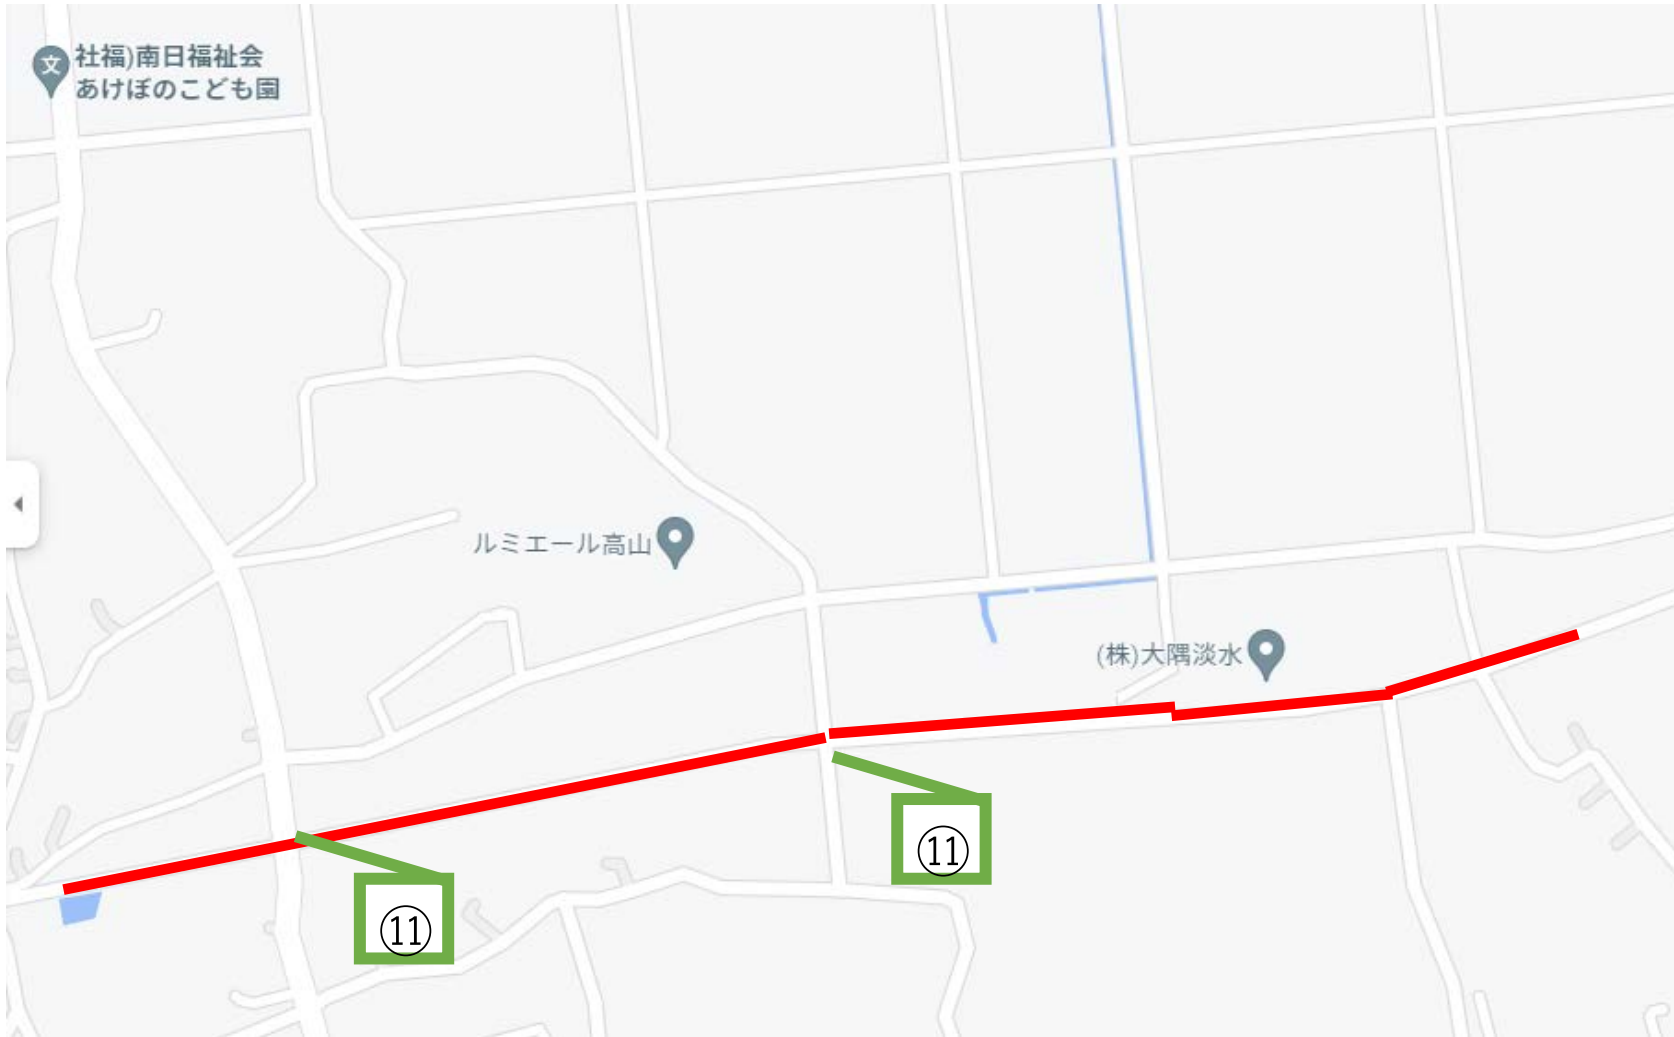 社福)南日福祉会
あけぼのこども園
ルミエール高山
(株)大隅淡水
⑪
⑪